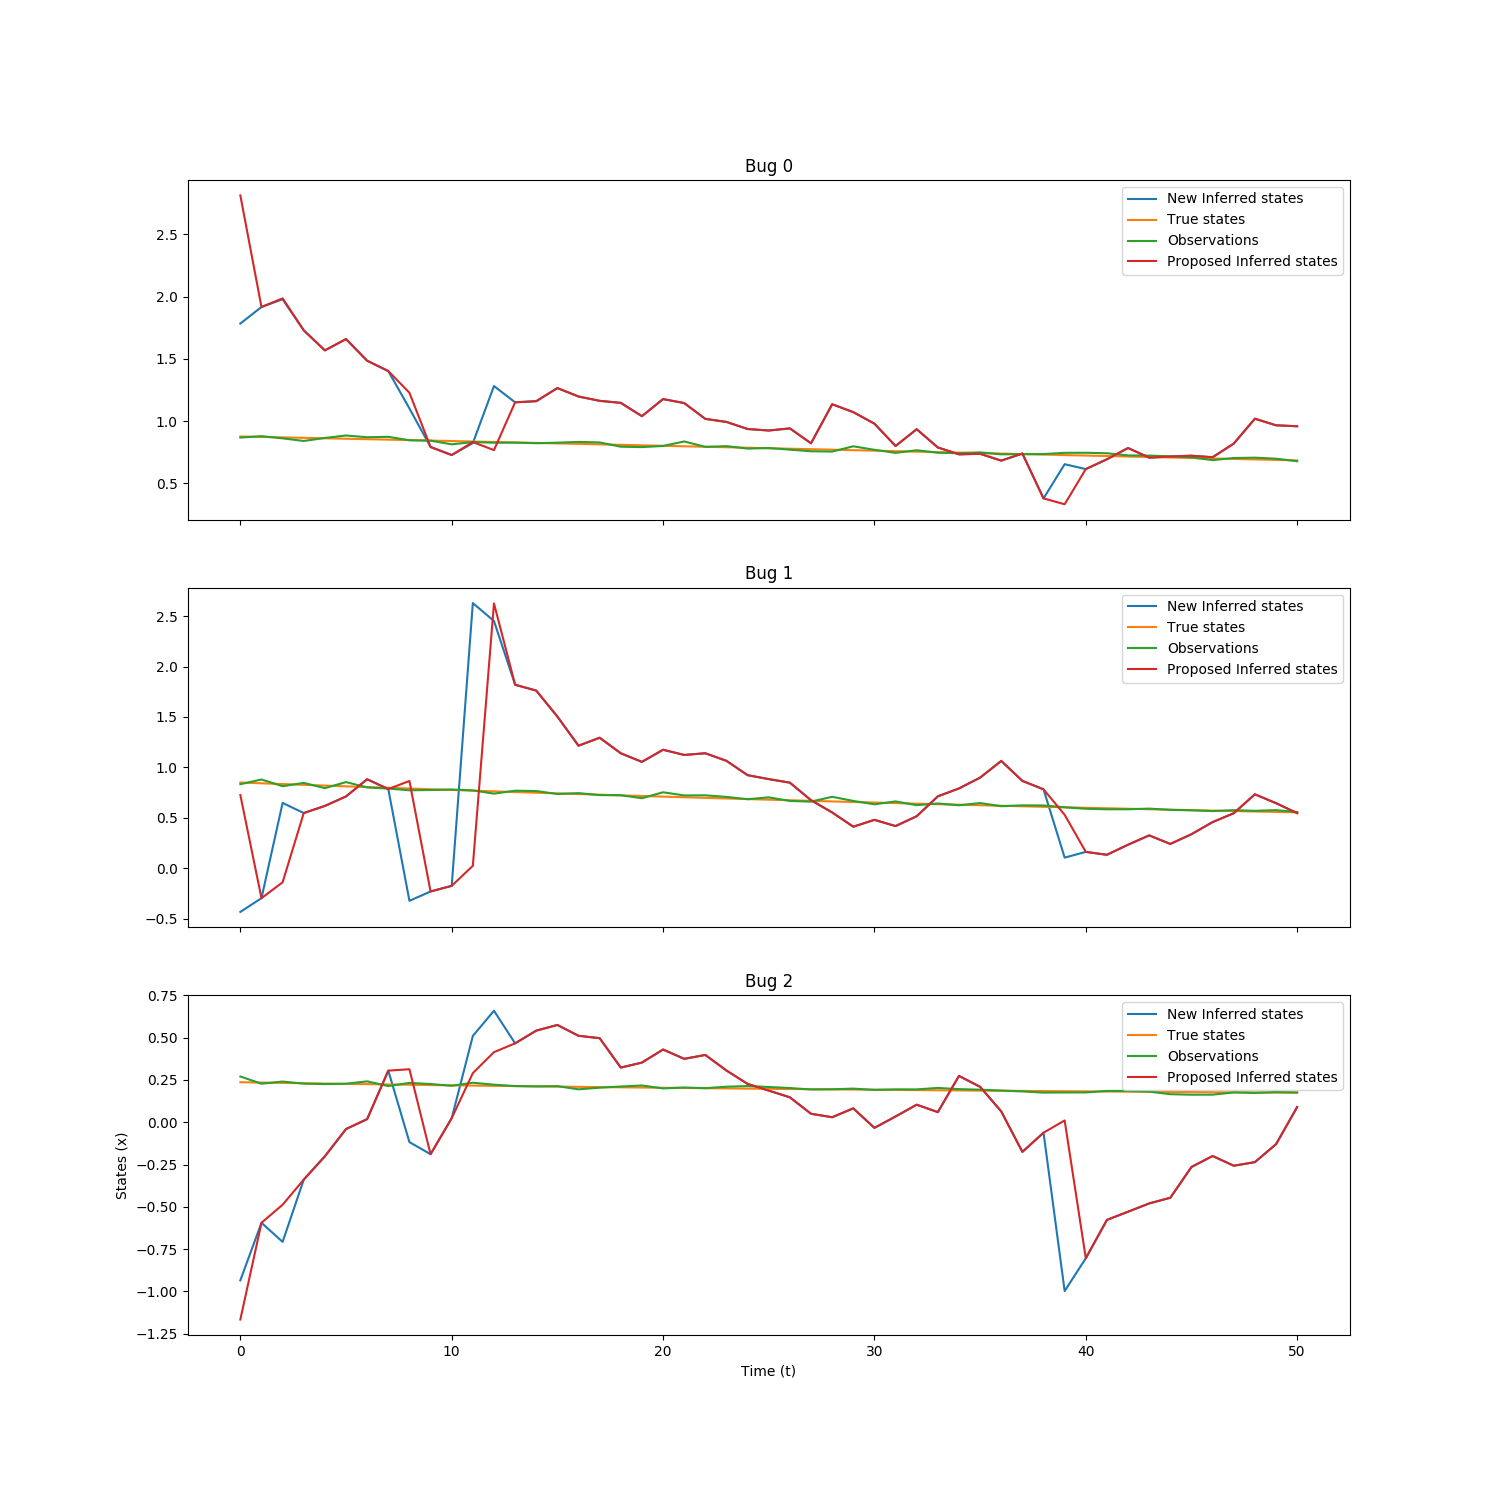 Bug 0
New Inferred states
True states
Observations
Proposed Inferred states
2.5
2.0
1.5
1.0
0.5
Bug 1
New Inferred states
True states
Observations
Proposed Inferred states
2.5
2.0
1.5
1.0
0.5
0.0
−0.5
Bug 2
New Inferred states
True states
Observations
Proposed Inferred states
0.75
0.50
0.25
0.00
−0.25
−0.50
−0.75
−1.00
−1.25
States (x)
0 10 20 30 40 50
Time (t)